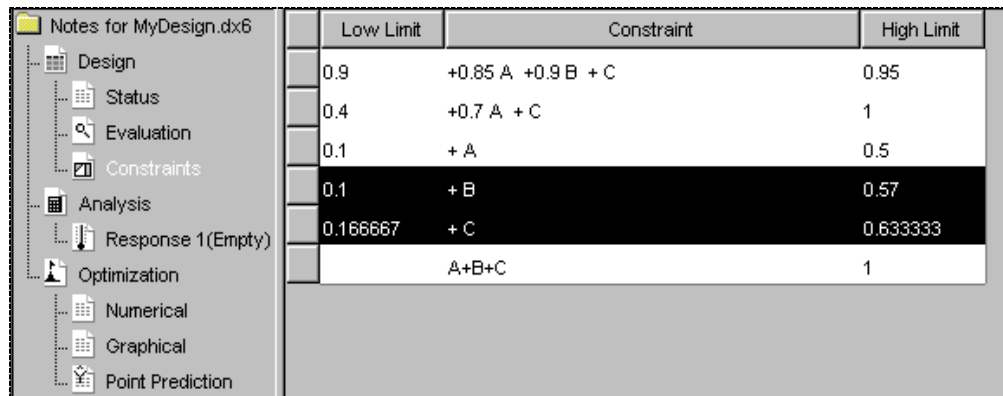 Notes for MyDesign.dx6
Design
Status
Evaluation
Constraints
Analysis
Response 1(Empty)
Optimization
Numerical
Graphical
Point Prediction
Low Limit Constraint High Limit
0.9 +0.85 A +0.9 B + C 0.95
0.4 +0.7 A + C 1
0.1 + A 0.5
0.1 + B 0.57
0.166667 + C 0.633333
A+B+C 1